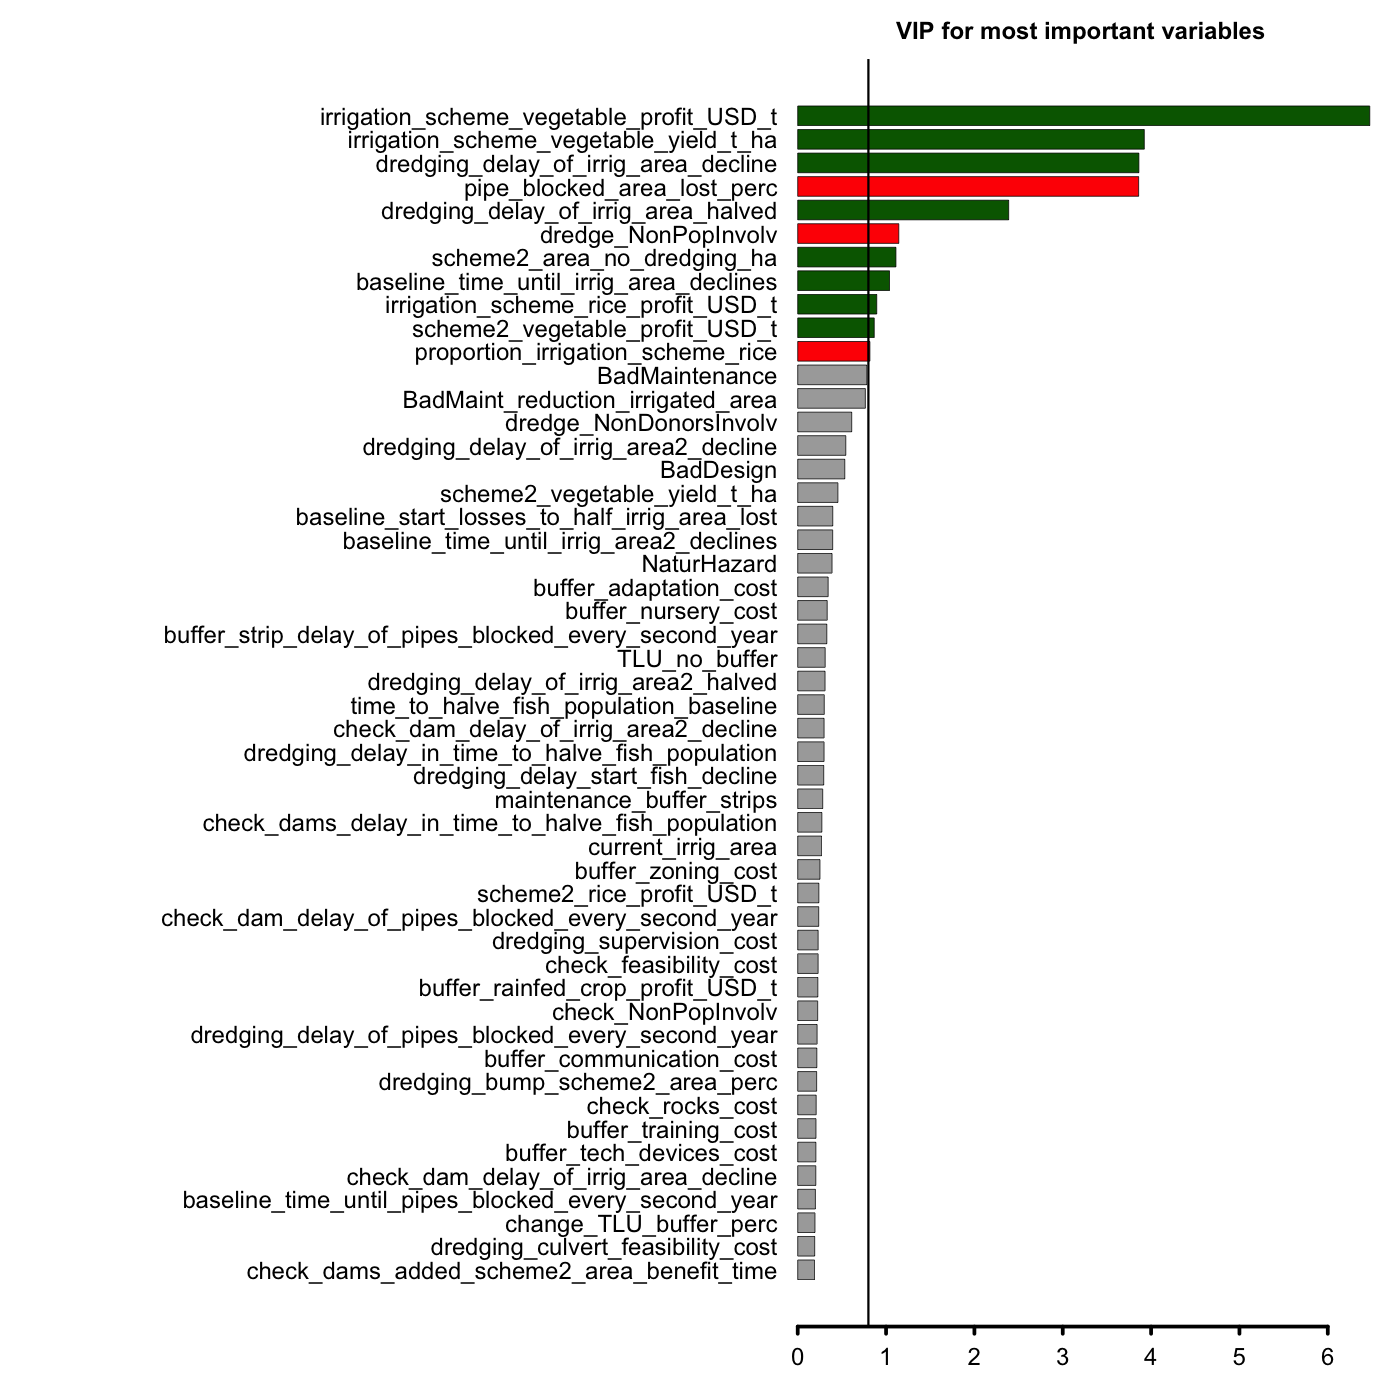 VIP for most important variables
irrigation_scheme_vegetable_profit_USD_t
irrigation_scheme_vegetable_yield_t_ha
dredging_delay_of_irrig_area_decline
pipe_blocked_area_lost_perc
dredging_delay_of_irrig_area_halved
dredge_NonPopInvolv
scheme2_area_no_dredging_ha
baseline_time_until_irrig_area_declines
irrigation_scheme_rice_profit_USD_t
scheme2_vegetable_profit_USD_t
proportion_irrigation_scheme_rice
BadMaintenance
BadMaint_reduction_irrigated_area
dredge_NonDonorsInvolv
dredging_delay_of_irrig_area2_decline
BadDesign
scheme2_vegetable_yield_t_ha
baseline_start_losses_to_half_irrig_area_lost
baseline_time_until_irrig_area2_declines
NaturHazard
buffer_adaptation_cost
buffer_nursery_cost
buffer_strip_delay_of_pipes_blocked_every_second_year
TLU_no_buffer
dredging_delay_of_irrig_area2_halved
time_to_halve_fish_population_baseline
check_dam_delay_of_irrig_area2_decline
dredging_delay_in_time_to_halve_fish_population
dredging_delay_start_fish_decline
maintenance_buffer_strips
check_dams_delay_in_time_to_halve_fish_population
current_irrig_area
buffer_zoning_cost
scheme2_rice_profit_USD_t
check_dam_delay_of_pipes_blocked_every_second_year
dredging_supervision_cost
check_feasibility_cost
buffer_rainfed_crop_profit_USD_t
check_NonPopInvolv
dredging_delay_of_pipes_blocked_every_second_year
buffer_communication_cost
dredging_bump_scheme2_area_perc
check_rocks_cost
buffer_training_cost
buffer_tech_devices_cost
check_dam_delay_of_irrig_area_decline
baseline_time_until_pipes_blocked_every_second_year
change_TLU_buffer_perc
dredging_culvert_feasibility_cost
check_dams_added_scheme2_area_benefit_time
0 1 2 3 4 5 6